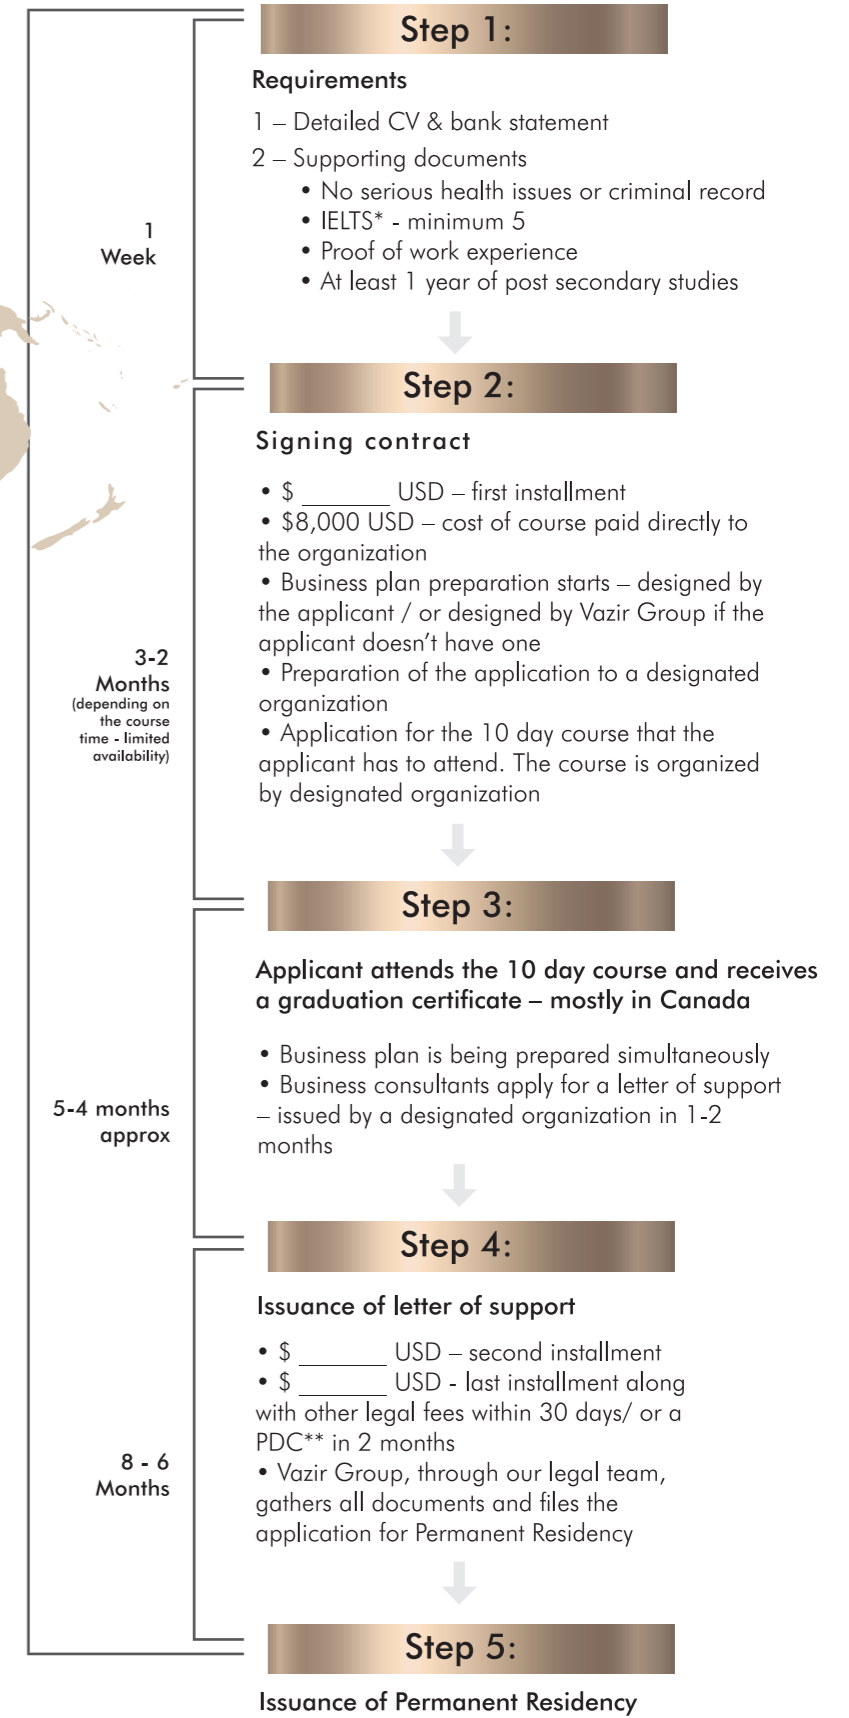 Step 1:
Requirements
1 – Detailed CV & bank statement
2 – Supporting documents
• No serious health issues or criminal record
• IELTS* - minimum 5
• Proof of work experience
• At least 1 year of post secondary studies
1
Week
Step 2:
Signing contract
• $ _______ USD – first installment
• $8,000 USD – cost of course paid directly to
the organization
• Business plan preparation starts – designed by
the applicant / or designed by Vazir Group if the
applicant doesn't have one
• Preparation of the application to a designated
organization
• Application for the 10 day course that the
applicant has to attend. The course is organized
by designated organization
3-2
Months
(depending on
the course
time - limited
availability)
Step 3:
Applicant attends the 10 day course and receives
a graduation certificate – mostly in Canada
• Business plan is being prepared simultaneously
• Business consultants apply for a letter of support
– issued by a designated organization in 1-2
months
5-4 months
approx
Step 4:
Issuance of letter of support
• $ _______ USD – second installment
• $ _______ USD - last installment along
with other legal fees within 30 days/ or a
PDC** in 2 months
• Vazir Group, through our legal team,
gathers all documents and files the
application for Permanent Residency
8 - 6
Months
Step 5:
Issuance of Permanent Residency